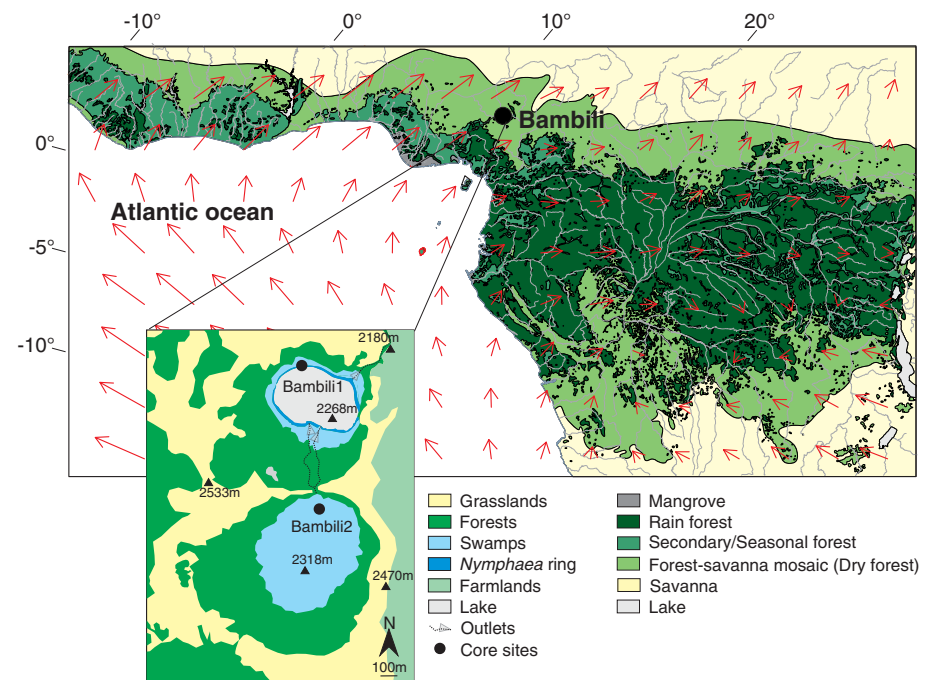 -10° 0° 10° 20°
Bambili
0°
Atlantic ocean
-5°
-10°
2180m
Bambili1
2268m
2533m
Bambili2
2318m
2470m
N
100m
Grasslands
Forests
Swamps
Nymphaea ring
Farmlands
Lake
Outlets
Core sites
Mangrove
Rain forest
Secondary/Seasonal forest
Forest-savanna mosaic (Dry forest)
Savanna
Lake